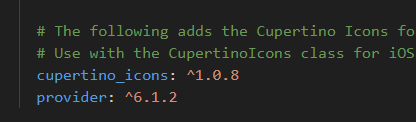 # The following adds the Cupertino Icons fo
# Use with the CupertinoIcons class for iOS
cupertino_icons: ^1.0.8
provider: ^6.1.2